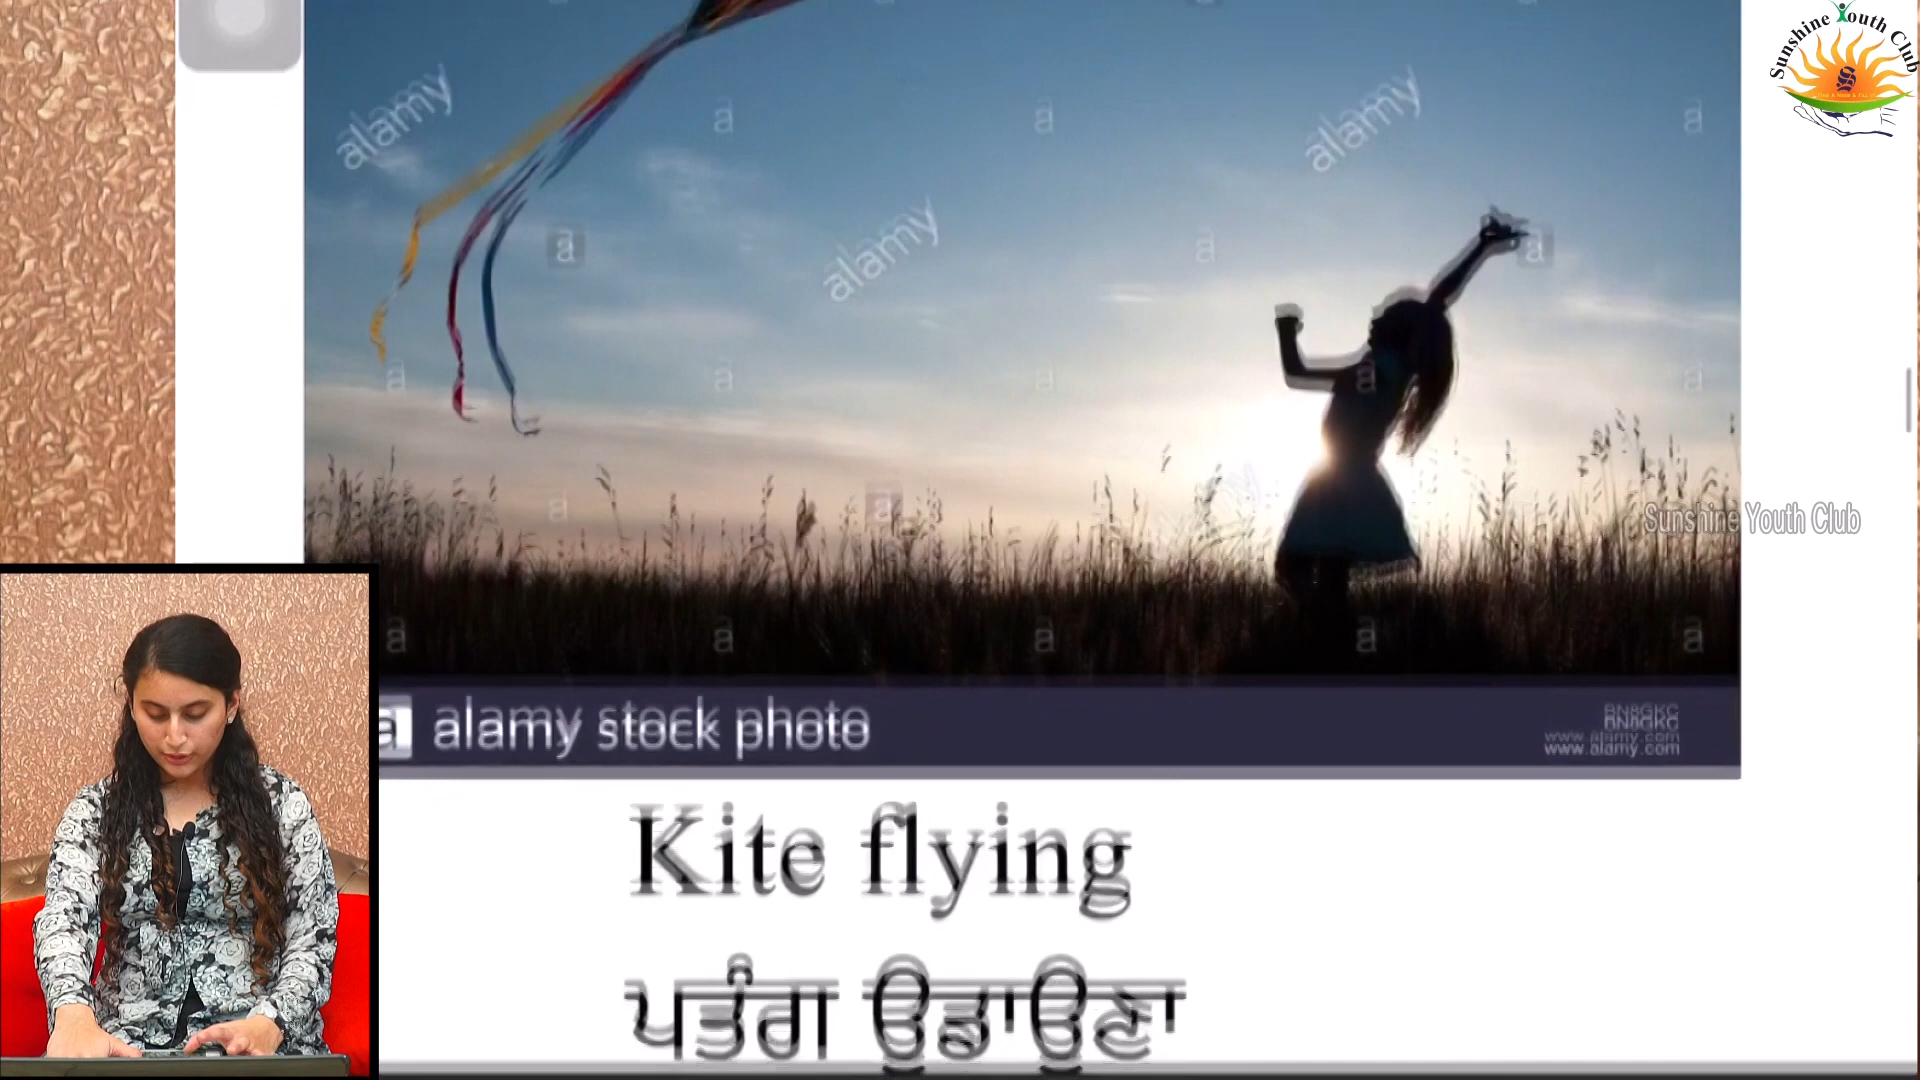 Sunshine Youth Club
alamy
alamy
alamy
Sunshine Youth Club
a alamy stock photo
BN8GKC
www.alamy.com
Kite flying
ਪਤੰਗ ਉਡਾਉਣਾ